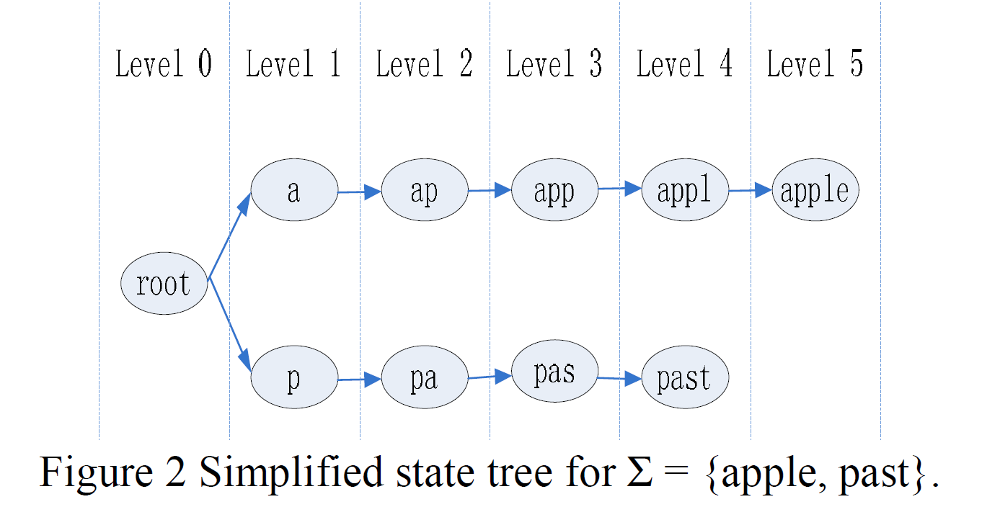 Level 0 Level 1 Level 2 Level 3 Level 4 Level 5
a ap app appl apple
root
p pa pas past
Figure 2 Simplified state tree for Σ = {apple, past}.